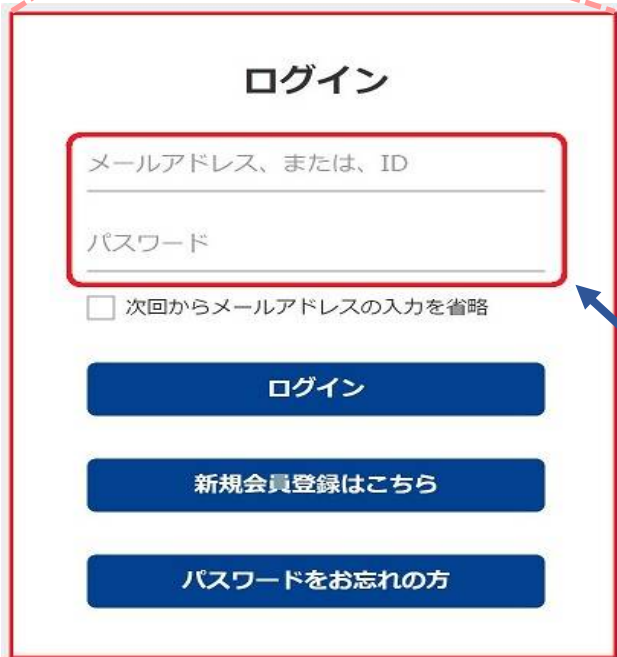 ログイン
メールアドレス、または、ID
パスワード
次回からメールアドレスの入力を省略
ログイン
新規会員登録はこちら
パスワードをお忘れの方